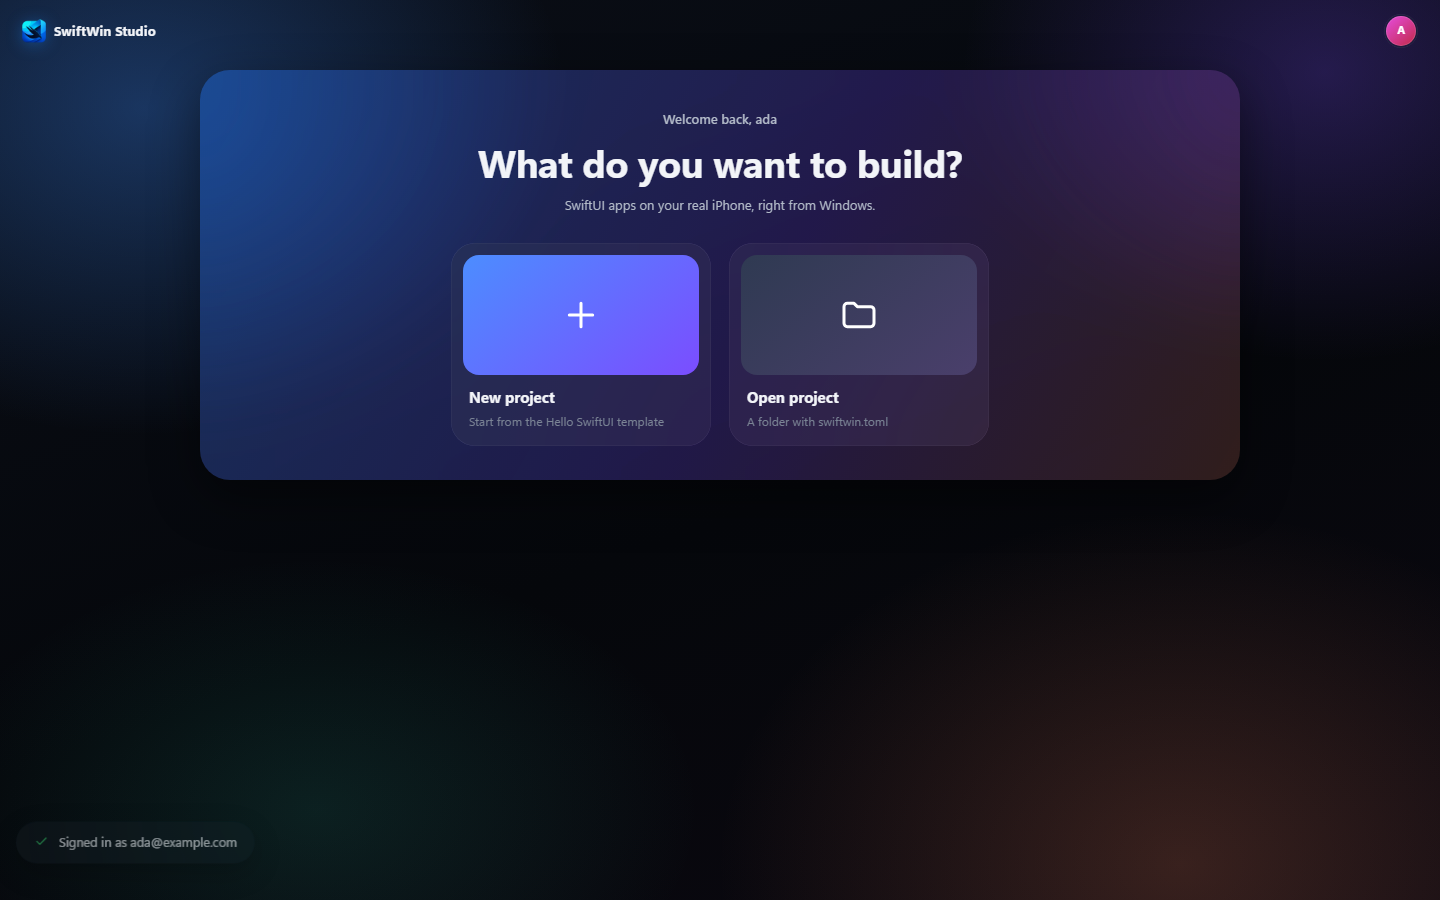 SwiftWin Studio
A
Welcome back, ada
What do you want to build?
SwiftUI apps on your real iPhone, right from Windows.
New project
Start from the Hello SwiftUI template
Open project
A folder with swiftwin.toml
Signed in as ada@example.com